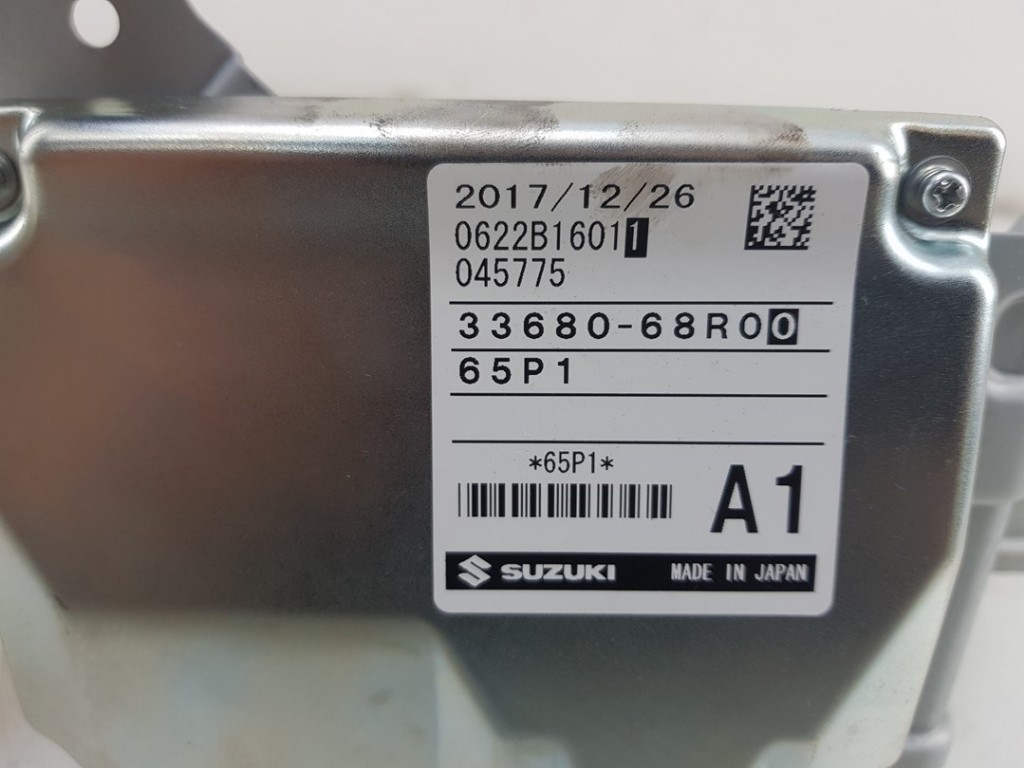 2017/12/26
0622B16011
045775
33680-68R00
65P1
*65P1*
A1
SUZUKI MADE IN JAPAN